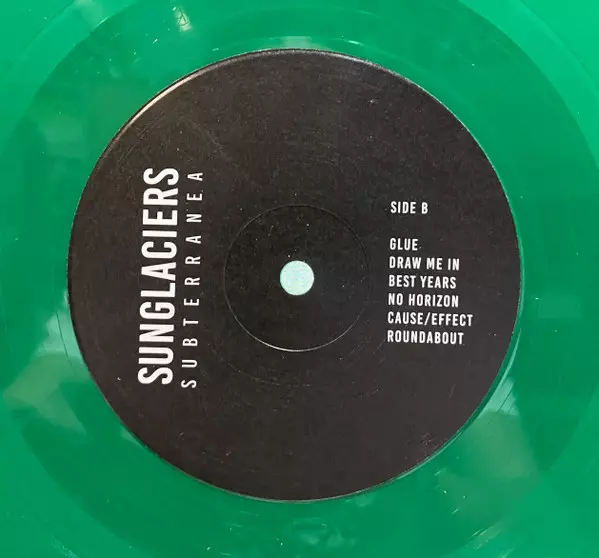 SUNGLACIERS
SUBTERRANEA
SIDE B
GLUE
DRAW ME IN
BEST YEARS
NO HORIZON
CAUSE/EFFECT
ROUNDABOUT